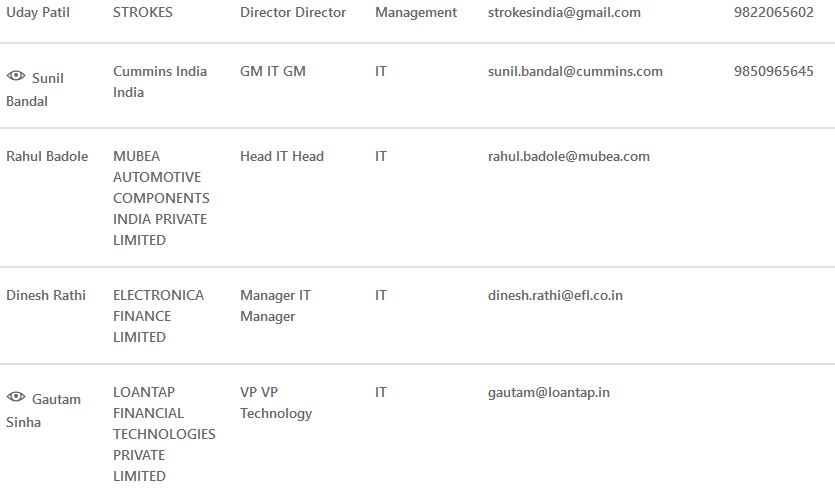 Uday Patil STROKES Director Director Management strokesindia@gmail.com 9822065602
Sunil Bandal Cummins India India GM IT GM IT sunil.bandal@cummins.com 9850965645
Rahul Badole MUBEA AUTOMOTIVE COMPONENTS INDIA PRIVATE LIMITED Head IT Head IT rahul.badole@mubea.com
Dinesh Rathi ELECTRONICA FINANCE LIMITED Manager IT Manager IT dinesh.rathi@efl.co.in
Gautam Sinha LOANTAP FINANCIAL TECHNOLOGIES PRIVATE LIMITED VP VP Technology IT gautam@loantap.in